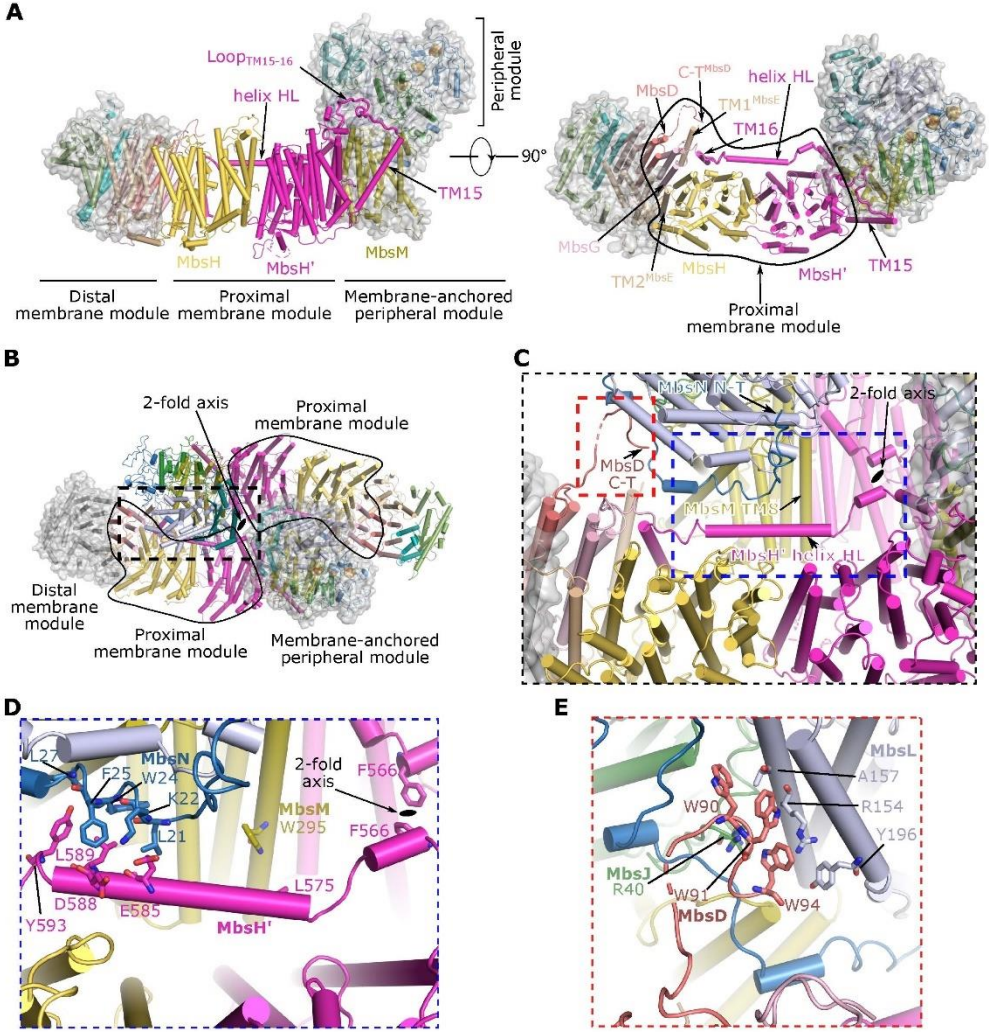 A
Loop TM15-16
helix HL
Peripheral
module
90°
TM15
MbsH
MbsH'
MbsM
Distal
membrane module
Proximal
membrane module
Membrane-anchored
peripheral module
C-T MbsD
MbsD
TM1 MbsE
helix HL
TM16
MbsG
TM2 MbsE
MbsH
MbsH'
TM15
Proximal
membrane module
B
2-fold axis
Proximal
membrane module
Distal
membrane
module
Proximal
membrane module
Membrane-anchored
peripheral module
C
MbsN N-T
2-fold axis
MbsD
C-T
MbsM TM8
MbsH' helix HL
D
L27
MbsN
F25
W24
K22
L21
2-fold
axis
F566
MbsM
W295
F566
L589
L575
D588
E585
Y593
MbsH'
E
MbsL
A157
W90
R154
Y196
MbsJ
R40
W91
W94
MbsD